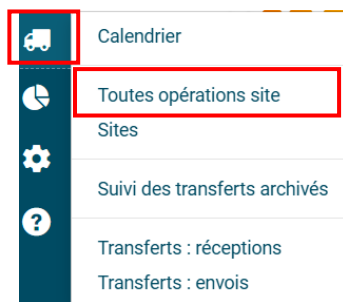 Calendrier
Toutes opérations site
Sites
Suivi des transferts archivés
Transferts : réceptions
Transferts : envois